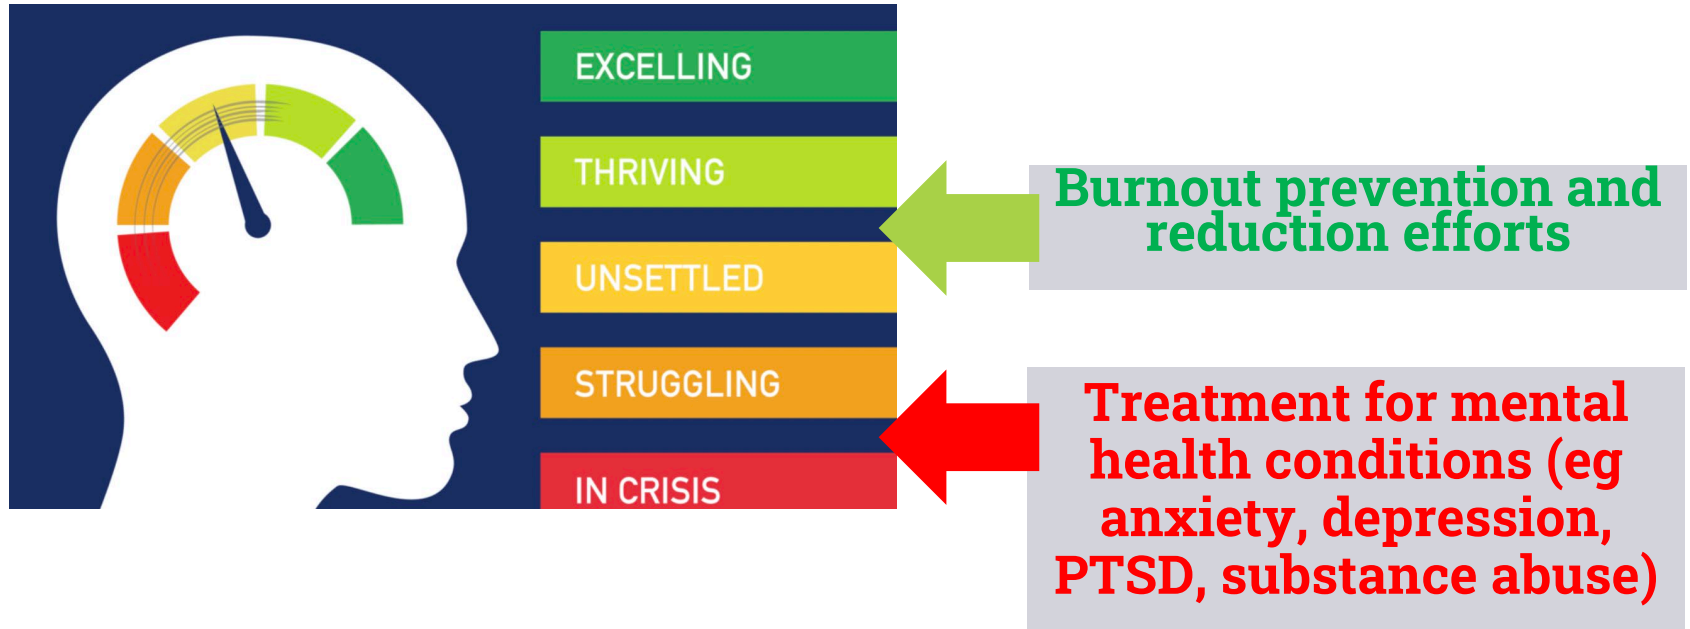 EXCELLING
THRIVING
UNSETTLED
STRUGGLING
IN CRISIS
Burnout prevention and
reduction efforts
Treatment for mental
health conditions (eg
anxiety, depression,
PTSD, substance abuse)